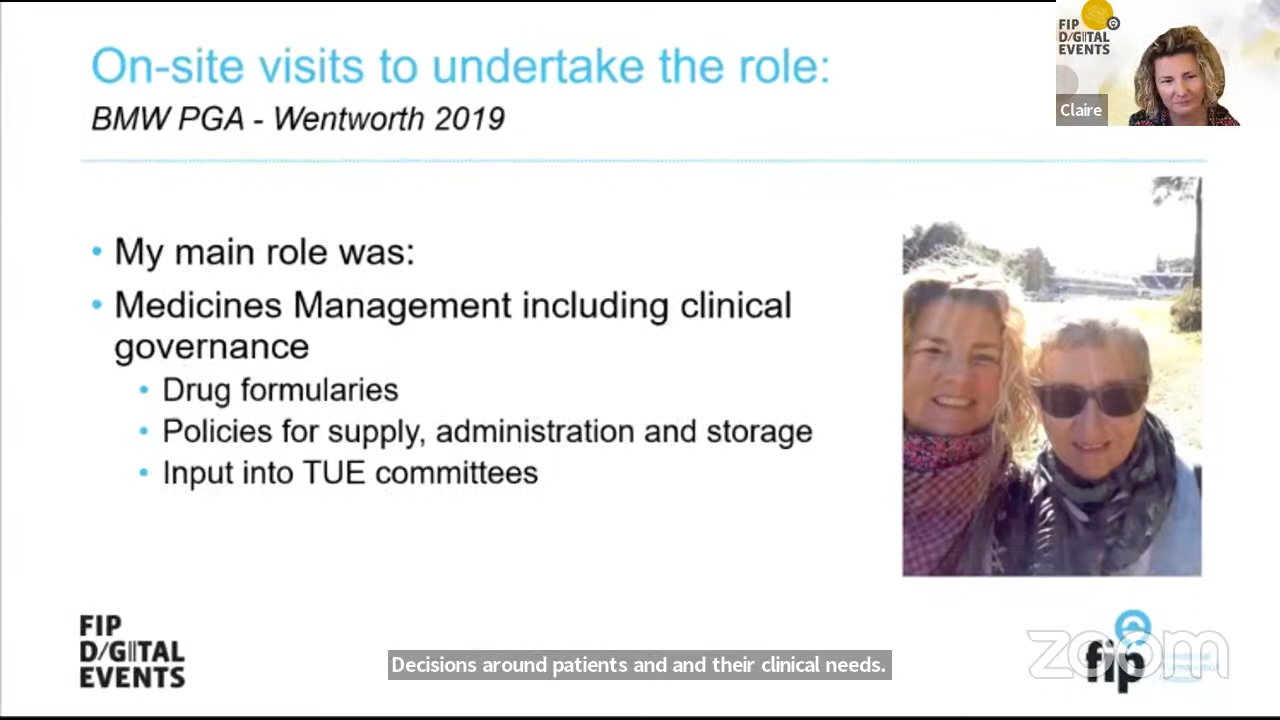 On-site visits to undertake the role:
BMW PGA - Wentworth 2019
FIP
D/G|TAL
EVENTS
Claire
• My main role was:
• Medicines Management including clinical
governance
• Drug formularies
• Policies for supply, administration and storage
• Input into TUE committees
FIP
D/G|TAL
EVENTS
Decisions around patients and and their clinical needs.
fip
zoom